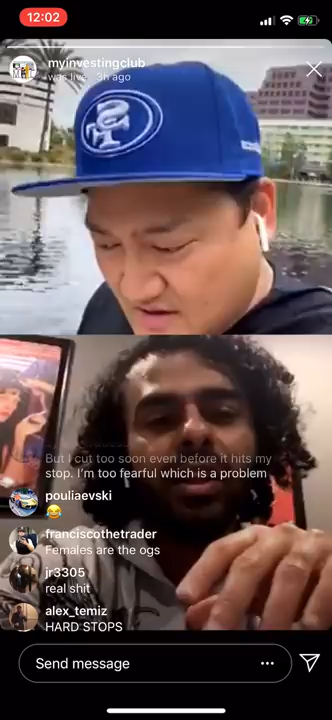 12:02
myinvestingclub
was live · 3h ago
But I cut too soon even before it hits my
stop. I'm too fearful which is a problem
pouliaevski
😂
franciscothetrader
Females are the ogs
jr3305
real shit
alex_temiz
HARD STOPS
Send message